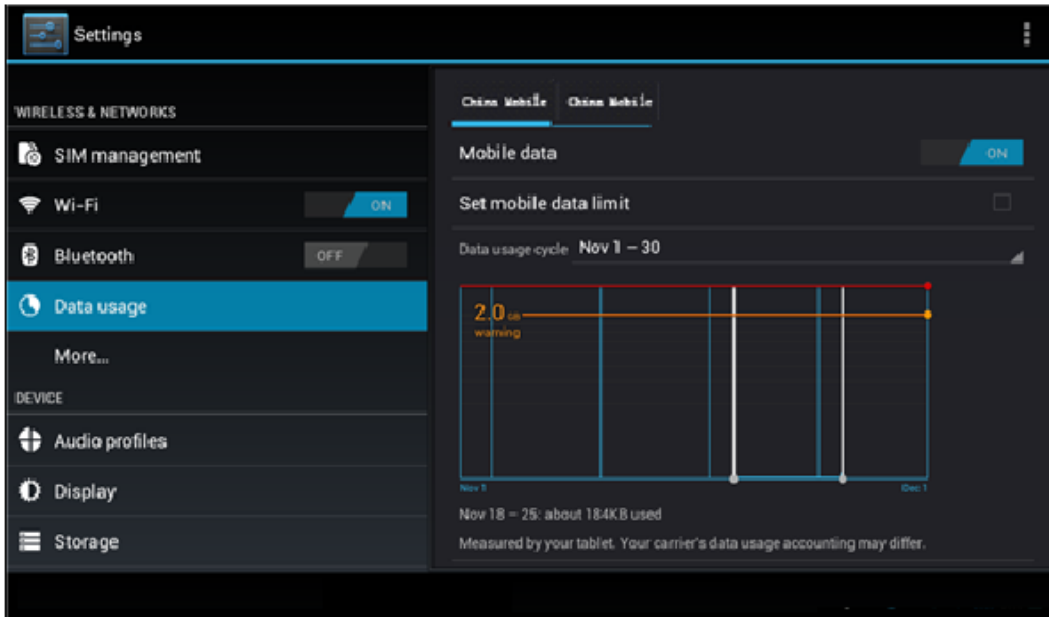 Settings
WIRELESS & NETWORKS
SIM management
Wi-Fi
ON
Bluetooth
OFF
Data usage
More...
DEVICE
Audio profiles
Display
Storage
China Mobile
China Mobile
Mobile data
ON
Set mobile data limit
Data usage cycle Nov 1 – 30
2.0 GB
warning
Nov 1
Dec 1
Nov 18 – 25: about 184KB used
Measured by your tablet. Your carrier's data usage accounting may differ.